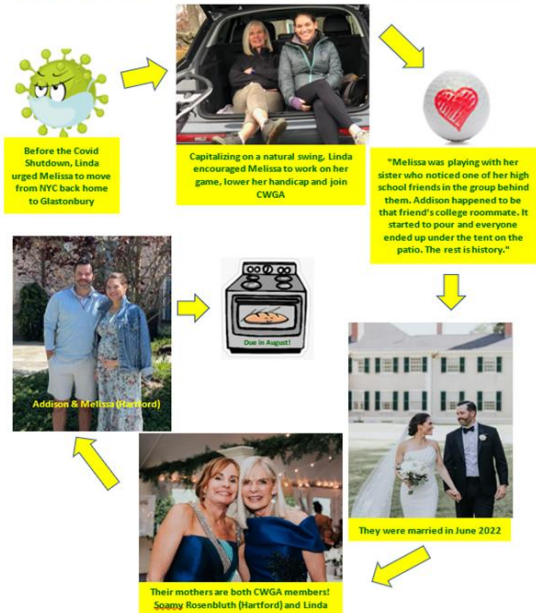 Before the Covid
Shutdown, Linda
urged Melissa to move
from NYC back home
to Glastonbury
Capitalizing on a natural swing, Linda
encouraged Melissa to work on her
game, lower her handicap and join
CWGA
"Melissa was playing with her
sister who noticed one of her high
school friends in the group behind
them. Addison happened to be
that friend's college roommate. It
started to pour and everyone
ended up under the tent on the
patio. The rest is history."
They were married in June 2022
Their mothers are both CWGA members!
Soamy Rosenbluth (Hartford) and Linda
Addison & Melissa (Hartford)
Due in August!